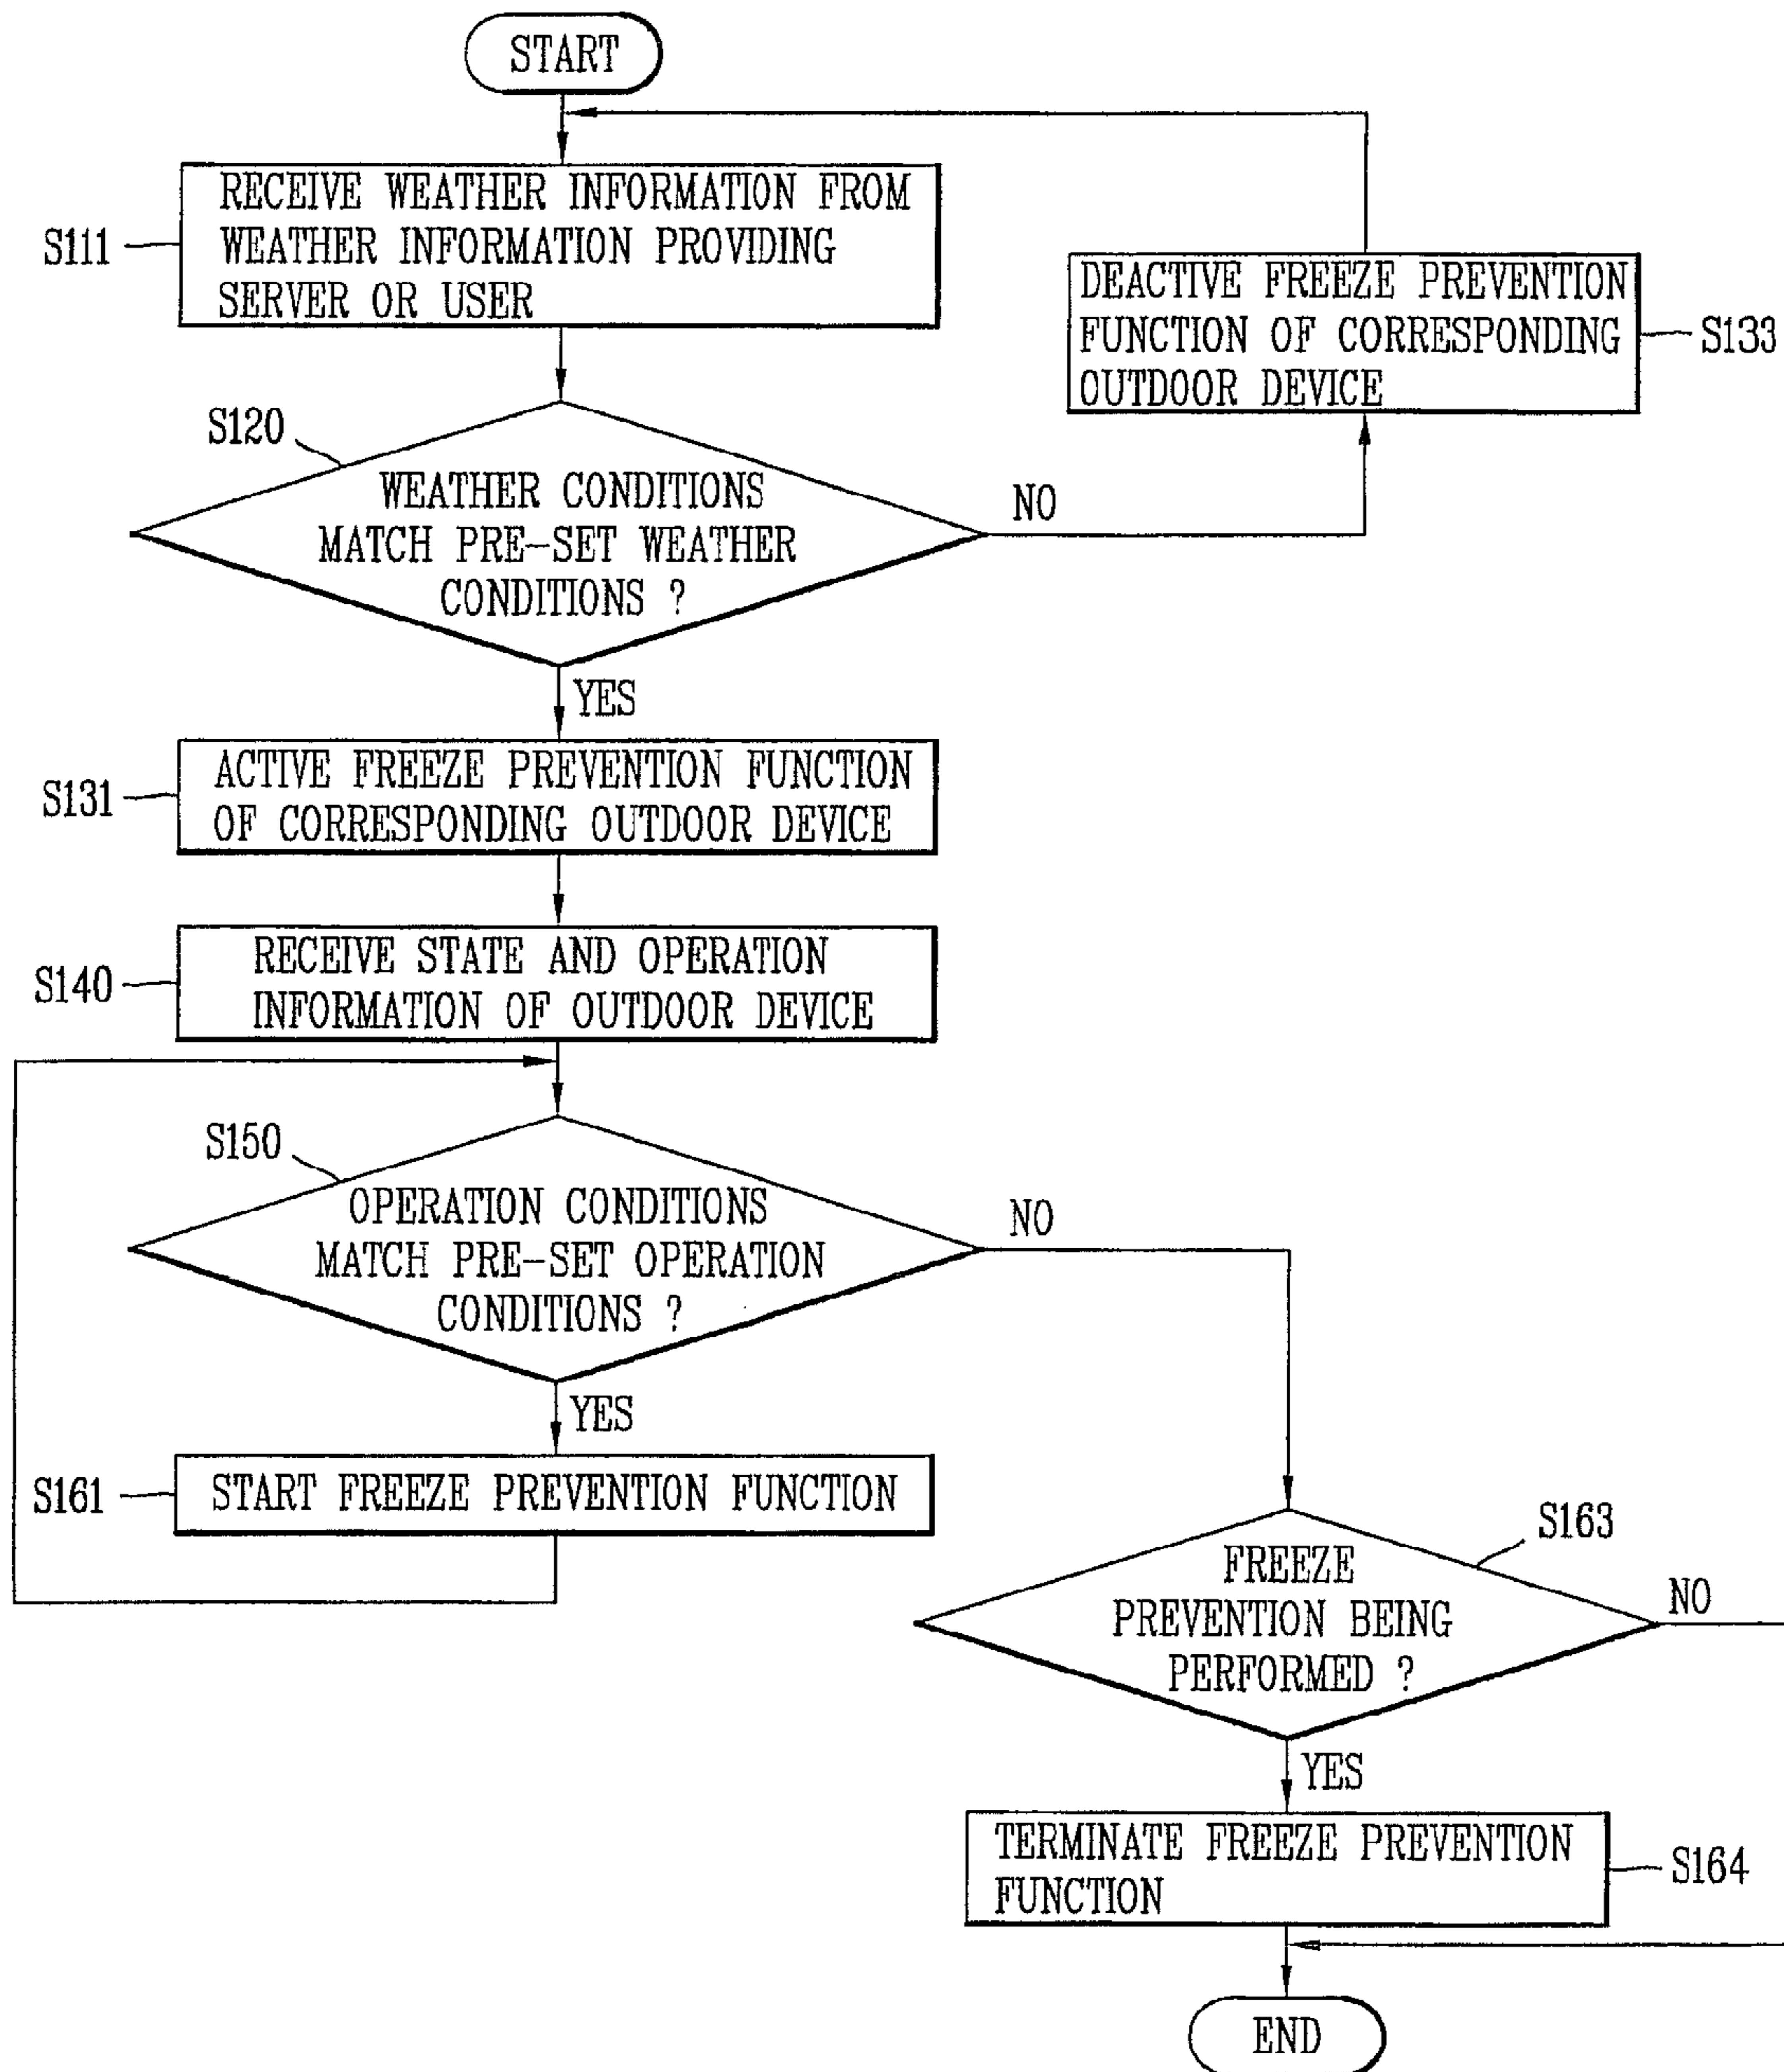 START
S111
RECEIVE WEATHER INFORMATION FROM
WEATHER INFORMATION PROVIDING
SERVER OR USER
DEACTIVE FREEZE PREVENTION
FUNCTION OF CORRESPONDING
OUTDOOR DEVICE
S133
S120
WEATHER CONDITIONS
MATCH PRE-SET WEATHER
CONDITIONS ?
NO
YES
S131
ACTIVE FREEZE PREVENTION FUNCTION
OF CORRESPONDING OUTDOOR DEVICE
S140
RECEIVE STATE AND OPERATION
INFORMATION OF OUTDOOR DEVICE
S150
OPERATION CONDITIONS
MATCH PRE-SET OPERATION
CONDITIONS ?
NO
YES
S161
START FREEZE PREVENTION FUNCTION
S163
FREEZE
PREVENTION BEING
PERFORMED ?
NO
YES
TERMINATE FREEZE PREVENTION
FUNCTION
S164
END